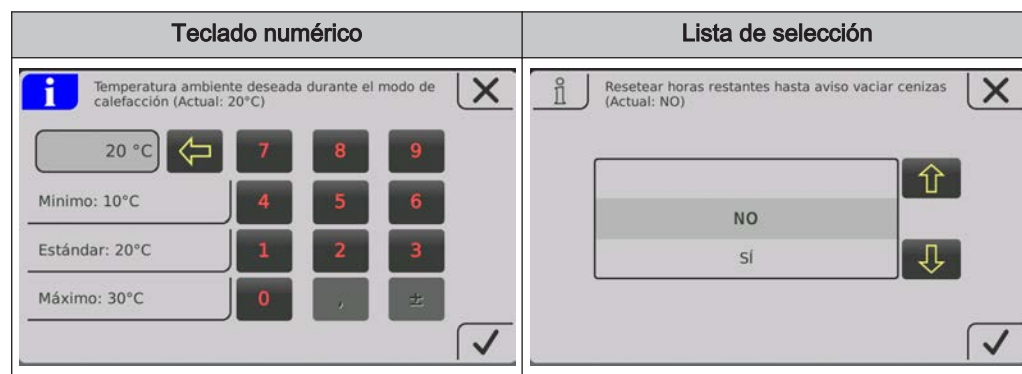 Teclado numérico
Lista de selección
i
Temperatura ambiente deseada durante el modo de
calefacción (Actual: 20°C)
20 °C
7
8
9
Minimo: 10°C
4
5
6
Estándar: 20°C
1
2
3
Máximo: 30°C
0
,
±
i
Resetear horas restantes hasta aviso vaciar cenizas
(Actual: NO)
NO
SÍ